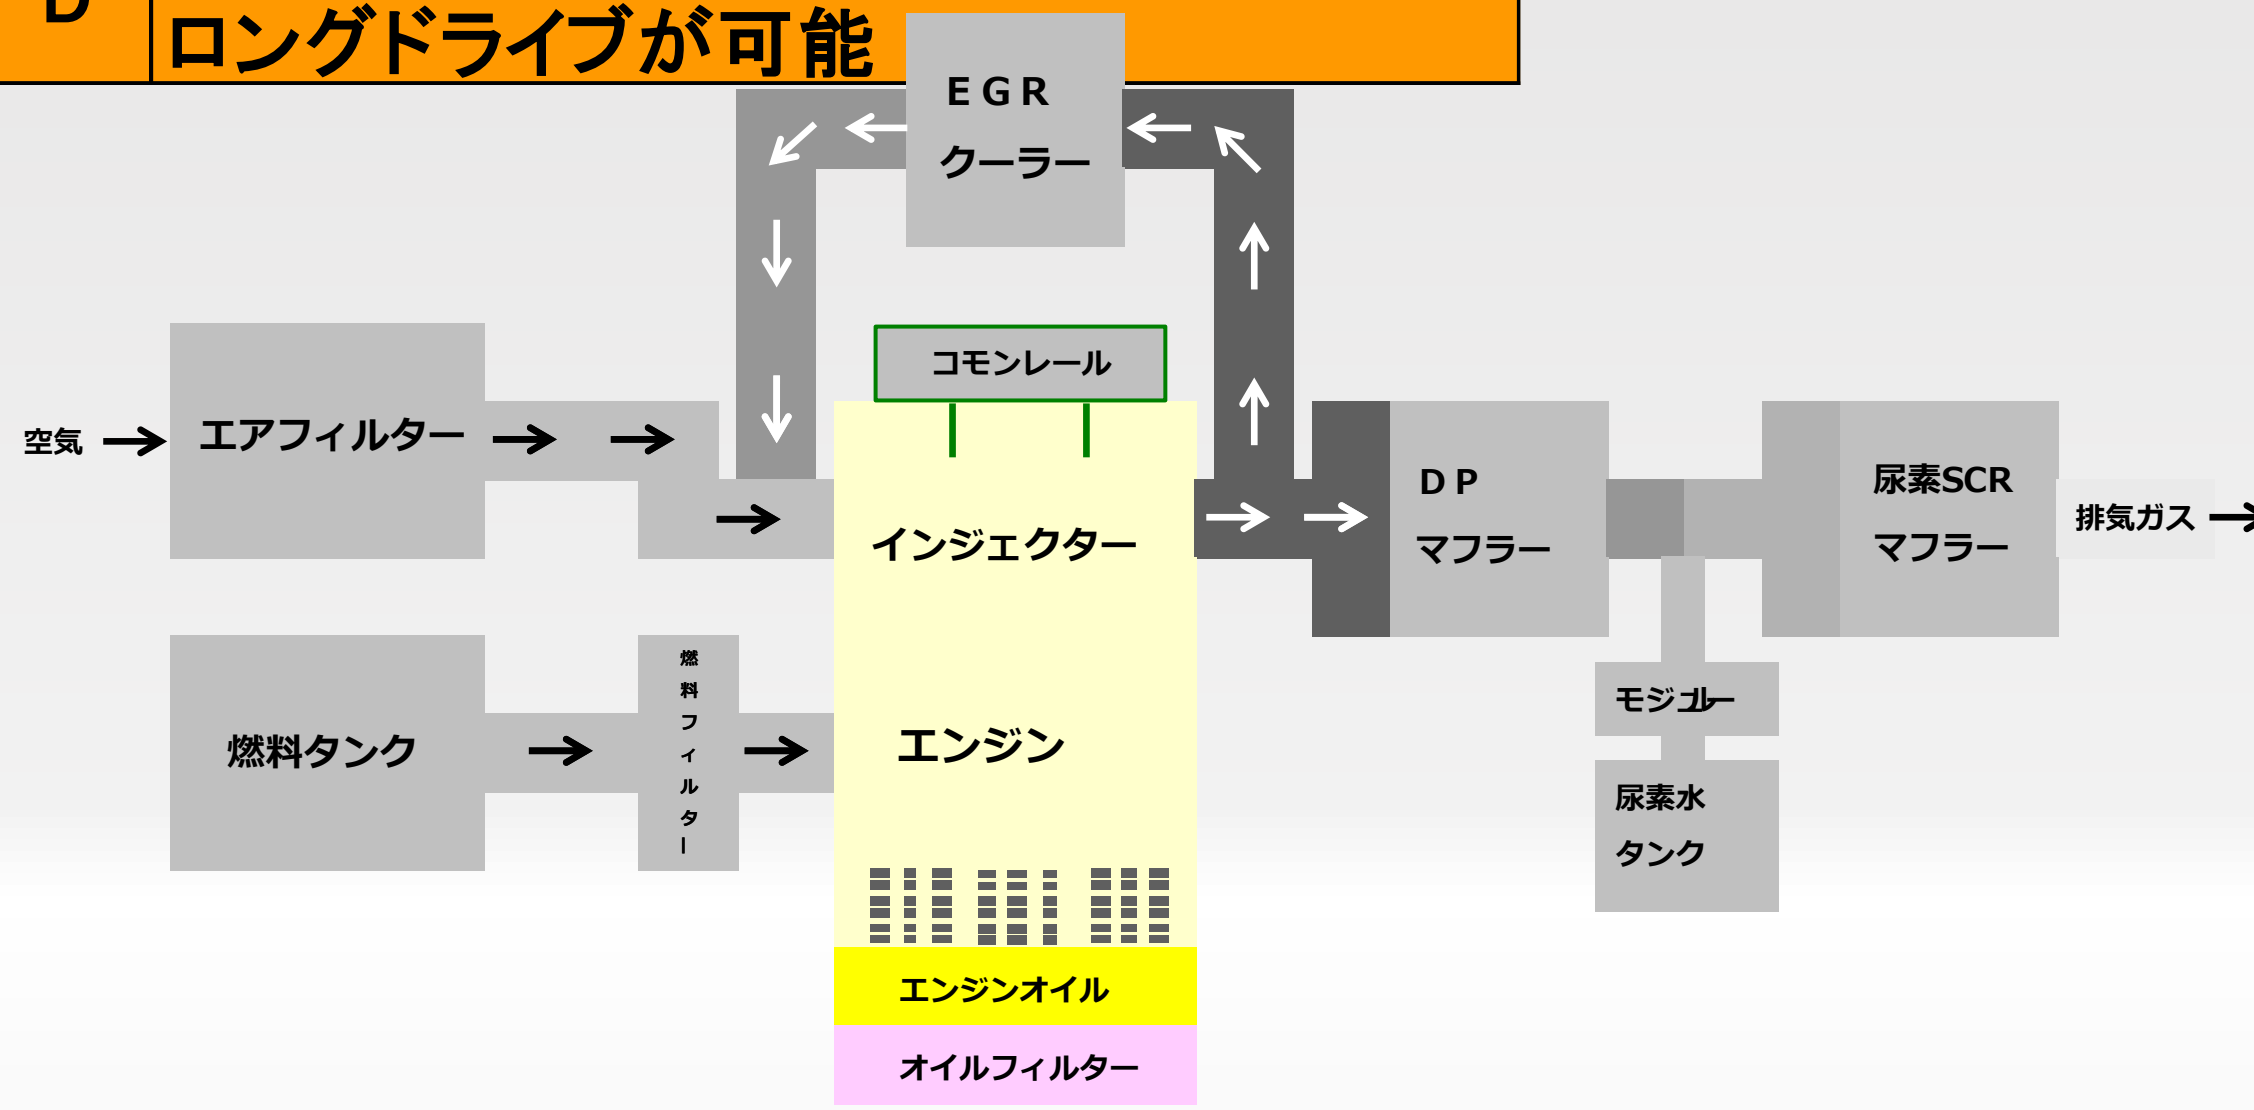 D
ロングドライブが可能
EGR
クーラー
コモンレール
空気
エアフィルター
インジェクター
DP
マフラー
尿素SCR
マフラー
排気ガス
燃料タンク
燃料フィルター
エンジン
モジュール
尿素水
タンク
エンジンオイル
オイルフィルター